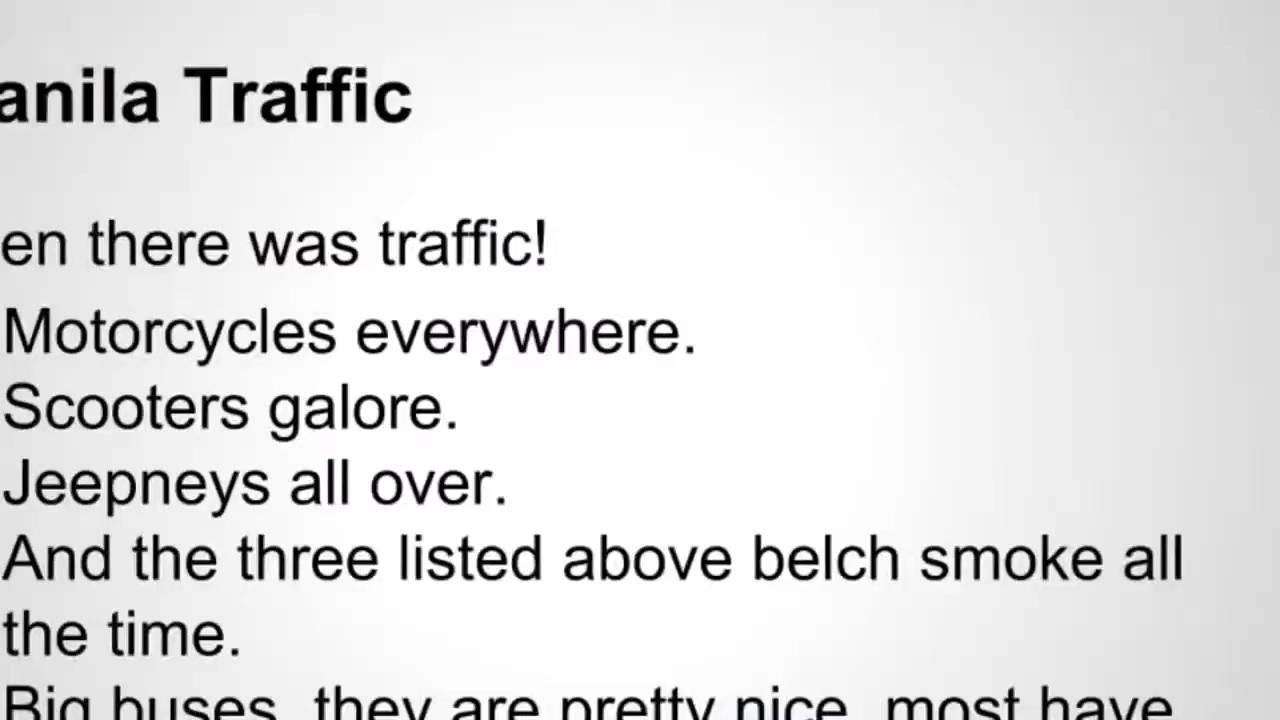 anila Traffic
en there was traffic!
Motorcycles everywhere.
Scooters galore.
Jeepneys all over.
And the three listed above belch smoke all
the time.
Big buses, they are pretty nice, most have